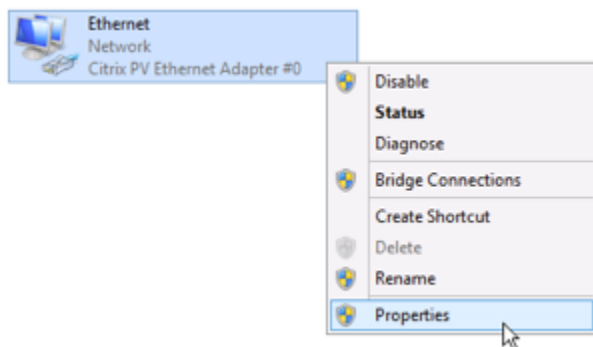 Ethernet
Network
Citrix PV Ethernet Adapter #0
Disable
Status
Diagnose
Bridge Connections
Create Shortcut
Delete
Rename
Properties